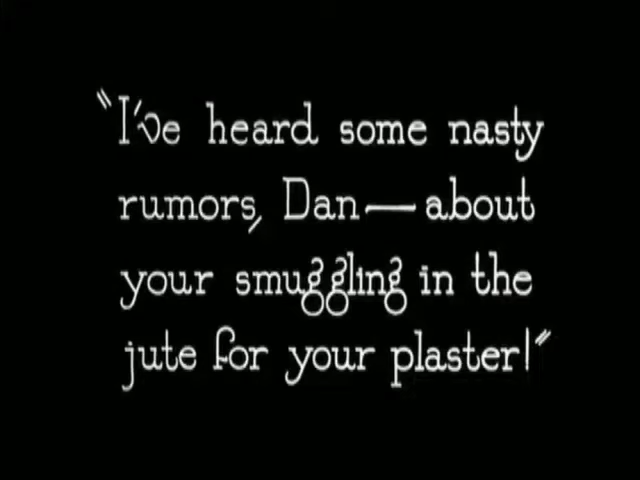 "I've heard some nasty
rumors, Dan—about
your smuggling in the
jute for your plaster!"